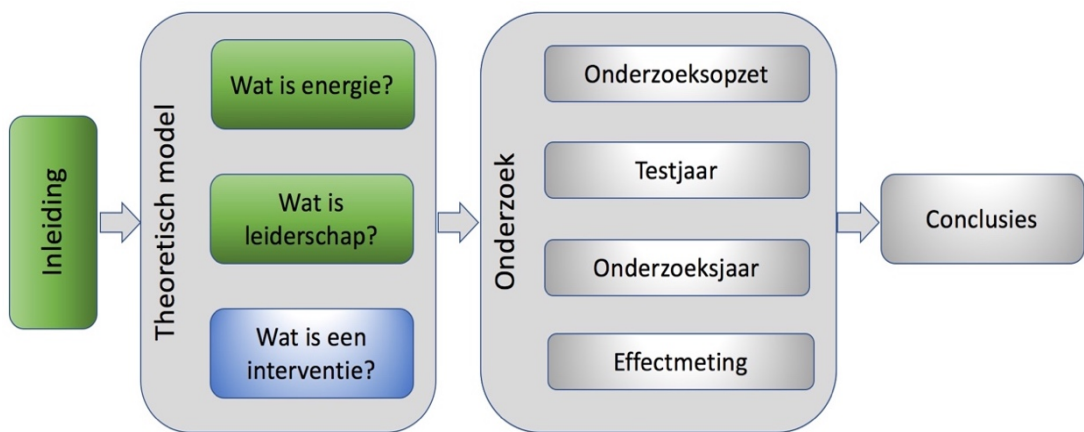 Inleiding
Theoretisch model
Wat is energie?
Wat is
leiderschap?
Wat is een
interventie?
Onderzoek
Onderzoeksopzet
Testjaar
Onderzoeksjaar
Effectmeting
Conclusies